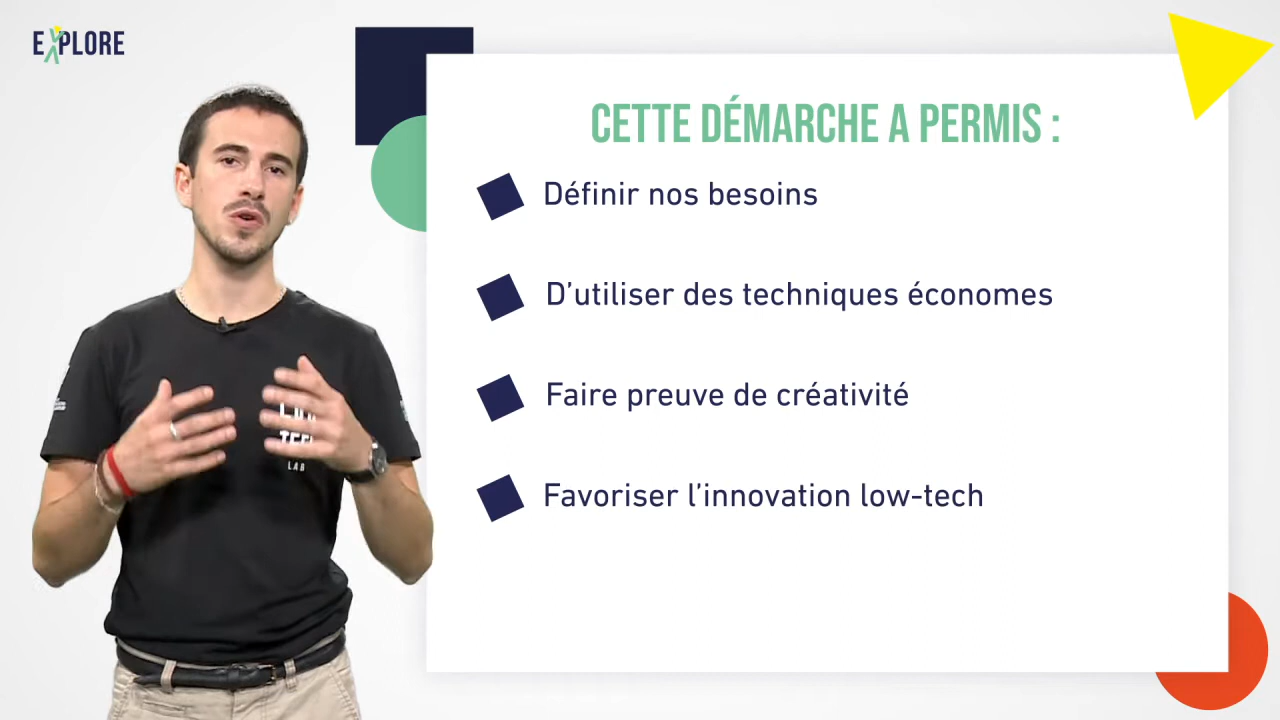 EXPLORE
CETTE DÉMARCHE A PERMIS :
Définir nos besoins
D'utiliser des techniques économes
Faire preuve de créativité
Favoriser l'innovation low-tech
LAB